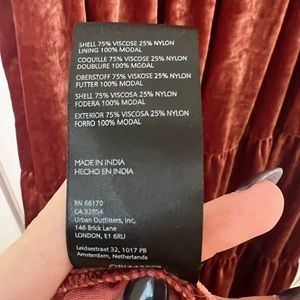 SHELL 75% VISCOSE 25% NYLON
LINING 100% MODAL
COQUILLE 75% VISCOSE 25% NYLON
DOUBLURE 100% MODAL
OBERSTOFF 75% VISKOSE 25% NYLON
FUTTER 100% MODAL
SHELL 75% VISCOSA 25% NYLON
FODERA 100% MODAL
EXTERIOR 75% VISCOSA 25% NYLON
FORRO 100% MODAL
MADE IN INDIA
HECHO EN INDIA
RN 66170
CA 32854
Urban Outfitters, Inc,
146 Brick Lane
LONDON, E1 6RU
Leidsestraat 32, 1017 PB
Amsterdam, Netherlands